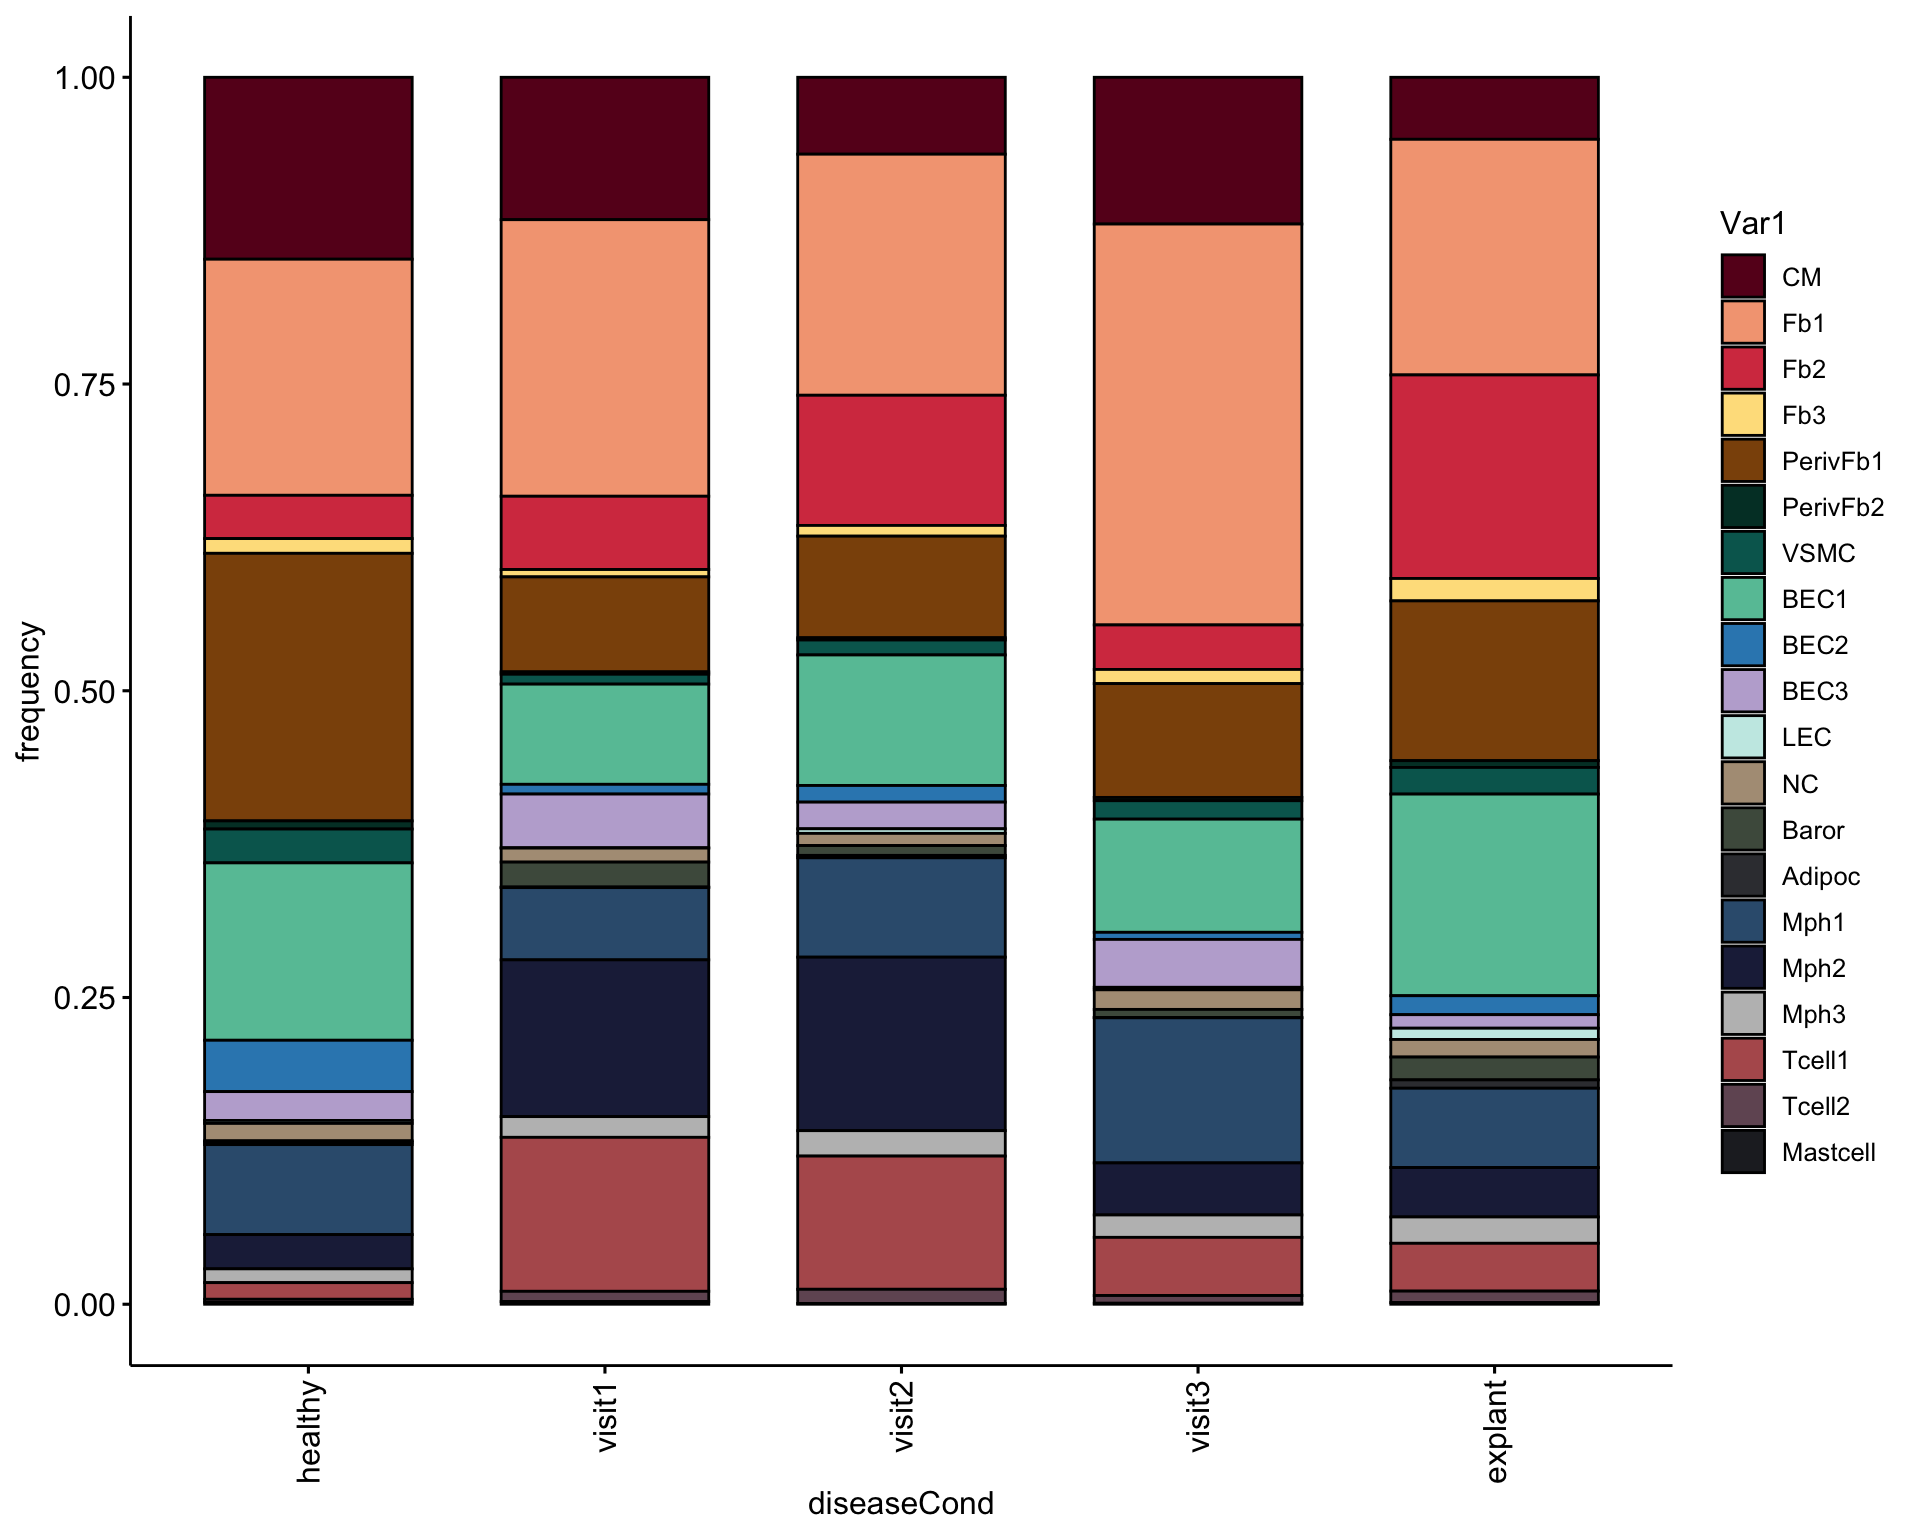 1.00
0.75
0.50
0.25
0.00
frequency
healthy
visit1
visit2
visit3
explant
diseaseCond
Var1
CM
Fb1
Fb2
Fb3
PerivFb1
PerivFb2
VSMC
BEC1
BEC2
BEC3
LEC
NC
Baror
Adipoc
Mph1
Mph2
Mph3
Tcell1
Tcell2
Mastcell